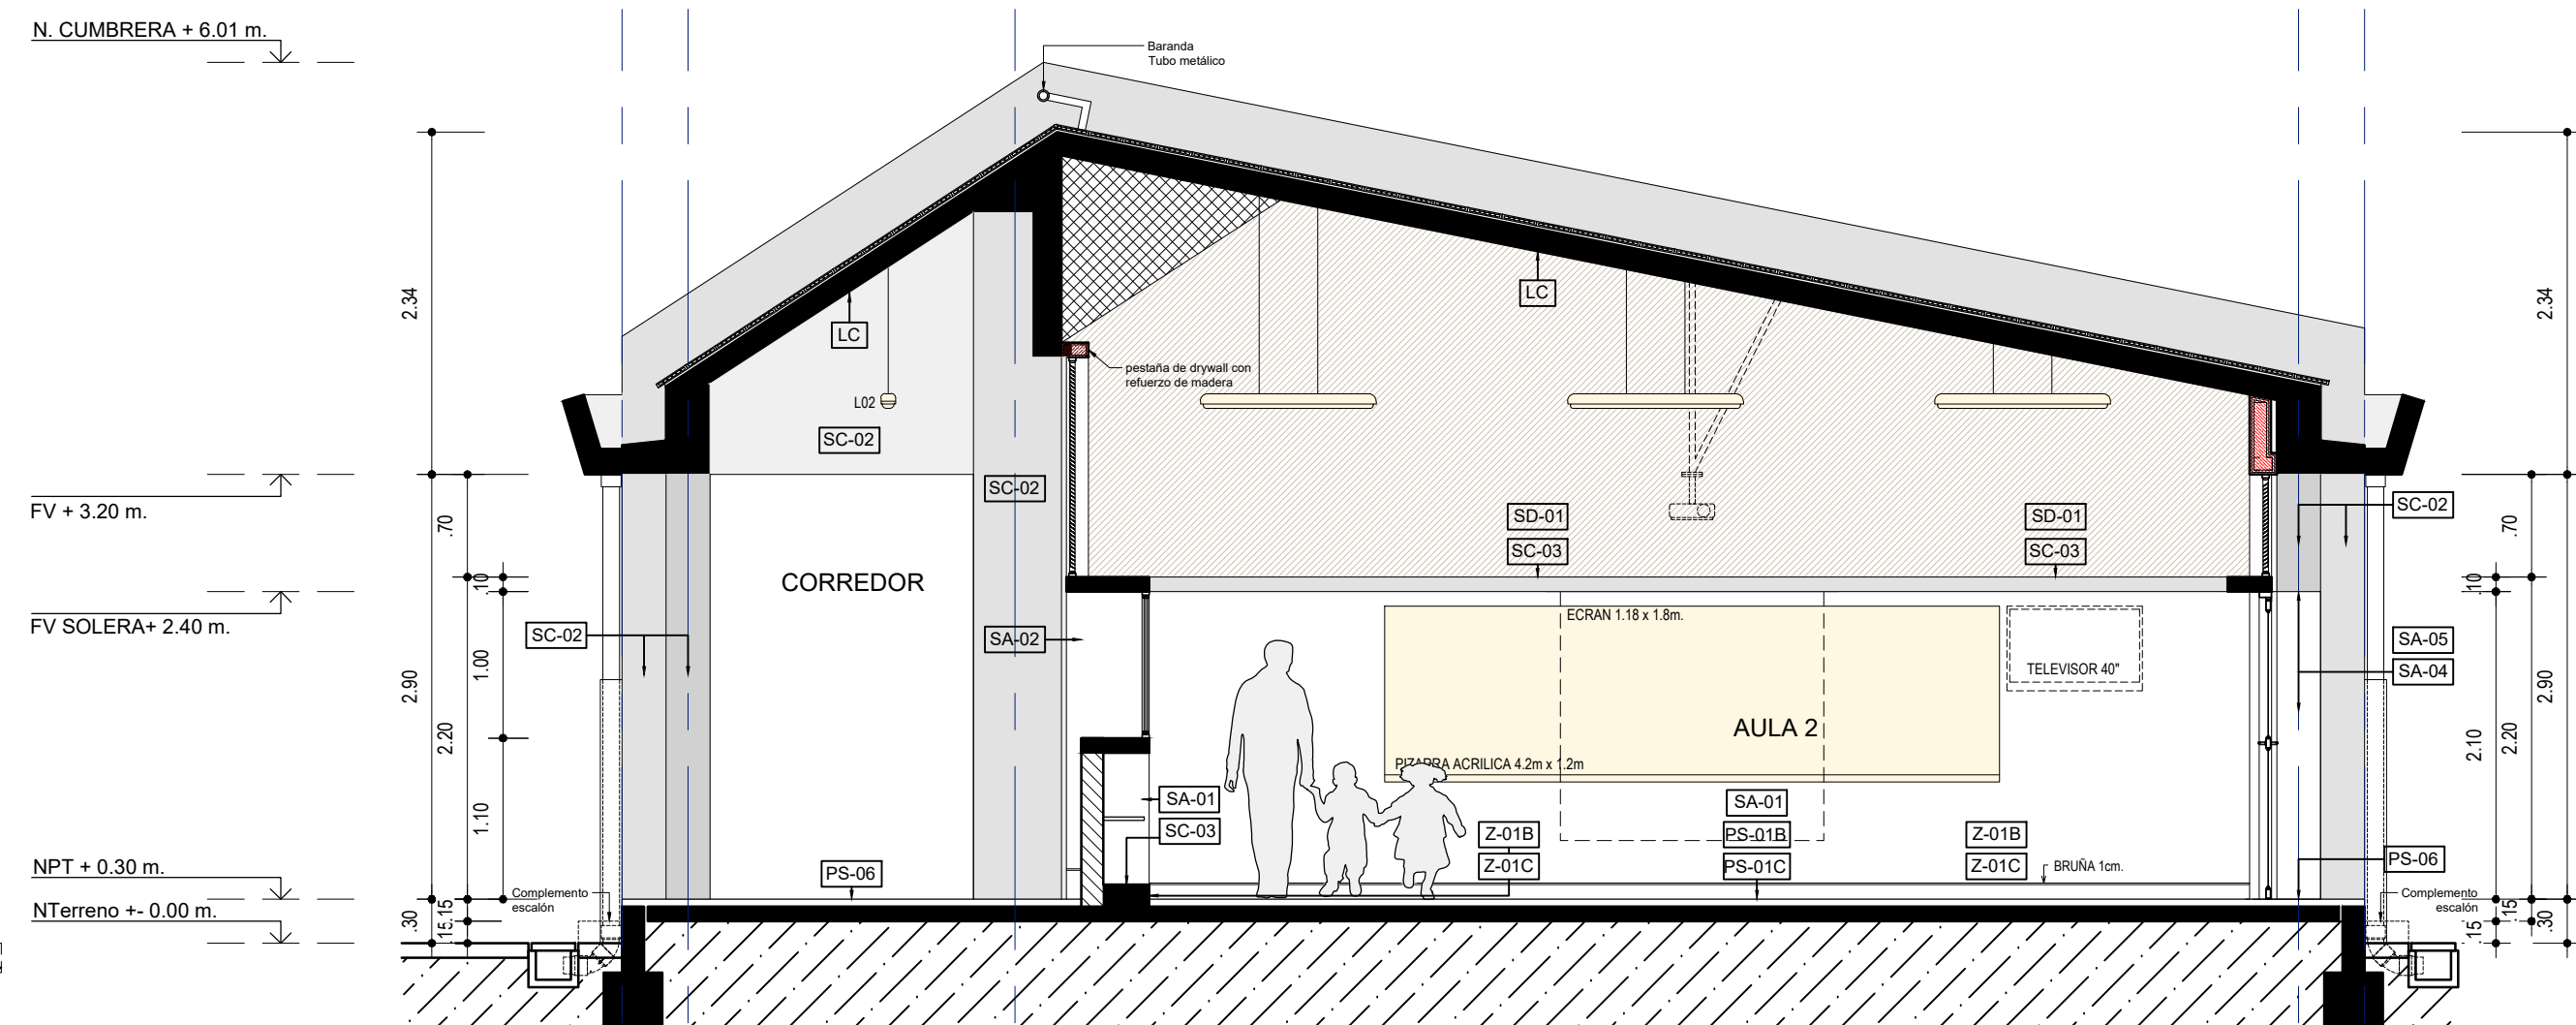 N. CUMBRERA + 6.01 m.
Baranda
Tubo metálico
2.34
2.34
LC
LC
pestaña de drywall con
refuerzo de madera
L02
SC-02
SC-02
FV + 3.20 m.
.70
SD-01
SC-03
SD-01
SC-03
SC-02
.70
CORREDOR
.10
.10
FV SOLERA+ 2.40 m.
SC-02
SA-02
ECRAN 1.18 x 1.8m.
TELEVISOR 40"
SA-05
SA-04
1.00
2.90
2.20
AULA 2
2.10
2.20
2.90
PIZARRA ACRILICA 4.2m x 1.2m
1.10
SA-01
SC-03
SA-01
PS-01B
PS-01C
Z-01B
Z-01C
Z-01B
Z-01C
BRUÑA 1cm.
PS-06
PS-06
NPT + 0.30 m.
Complemento
escalón
Complemento
escalón
NTerreno +- 0.00 m.
.30
.15
.15
.15
.15
.30